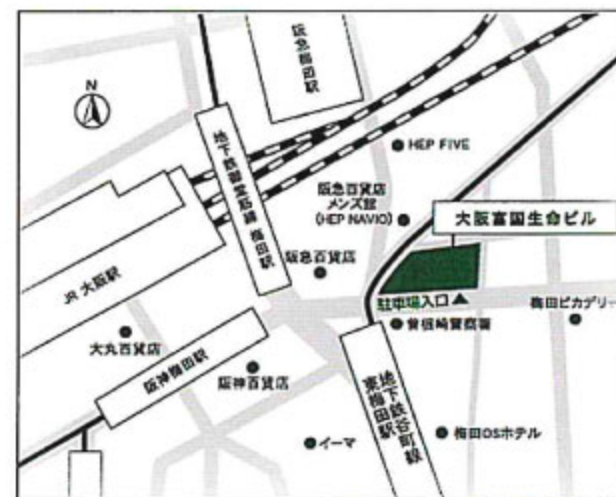 阪急梅田駅
N
地下鉄御堂筋線 梅田駅
HEP FIVE
阪急百貨店
メンズ館
(HEP NAVIO)
大阪富国生命ビル
阪急百貨店
JR 大阪駅
駐車場入口▲
梅田ピカデリー
曽根崎警察署
大丸百貨店
阪神梅田駅
阪神百貨店
地下鉄谷町線
東梅田駅
イーマ
梅田OSホテル